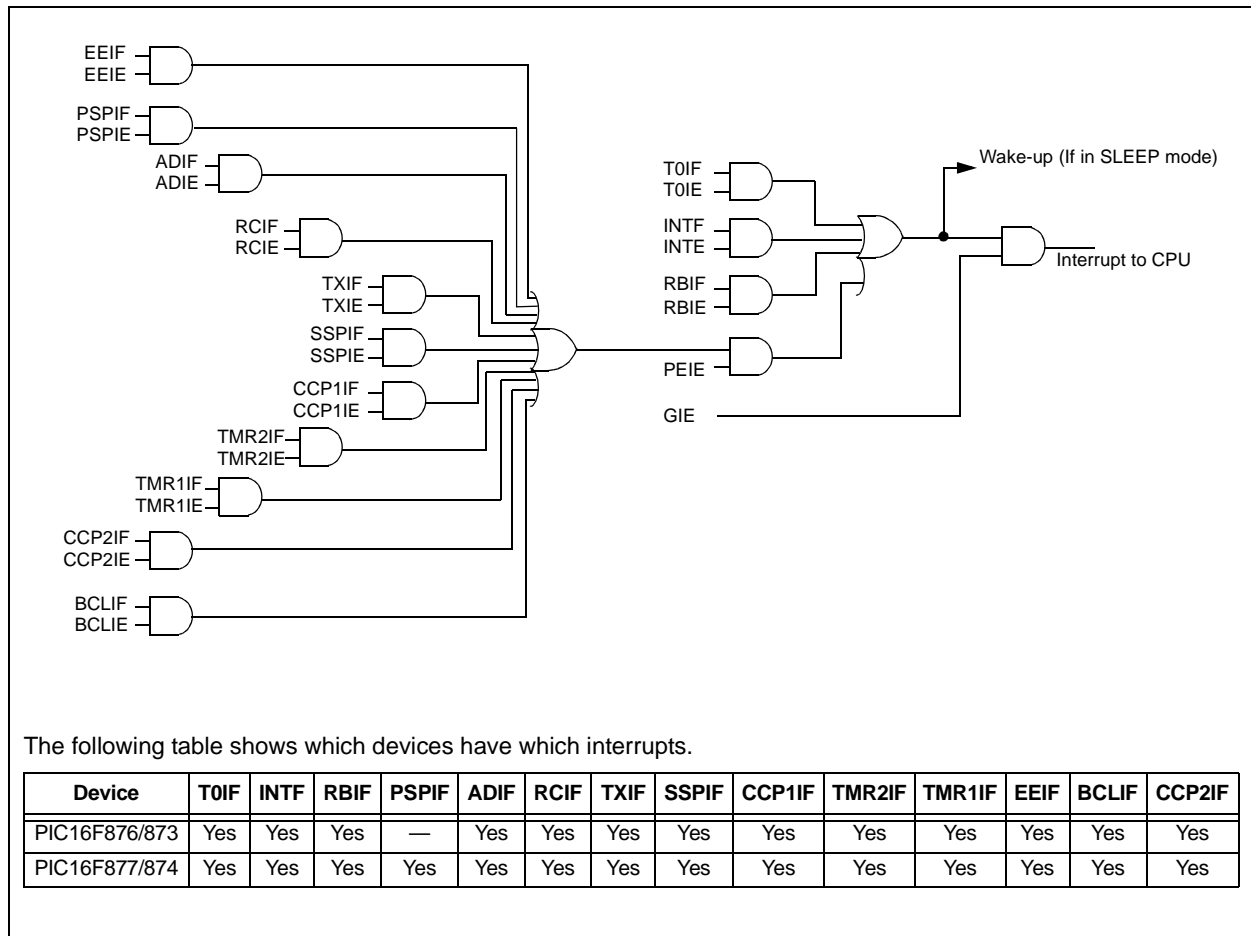 EEIF
EEIE
PSPIF
PSPIE
ADIF
ADIE
RCIF
RCIE
TXIF
TXIE
SSPIF
SSPIE
CCP1IF
CCP1IE
TMR2IF
TMR2IE
TMR1IF
TMR1IE
CCP2IF
CCP2IE
BCLIF
BCLIE
T0IF
T0IE
INTF
INTE
RBIF
RBIE
PEIE
GIE
Wake-up (If in SLEEP mode)
Interrupt to CPU
The following table shows which devices have which interrupts.
Device T0IF INTF RBIF PSPIF ADIF RCIF TXIF SSPIF CCP1IF TMR2IF TMR1IF EEIF BCLIF CCP2IF
PIC16F876/873 Yes Yes Yes — Yes Yes Yes Yes Yes Yes Yes Yes Yes Yes
PIC16F877/874 Yes Yes Yes Yes Yes Yes Yes Yes Yes Yes Yes Yes Yes Yes